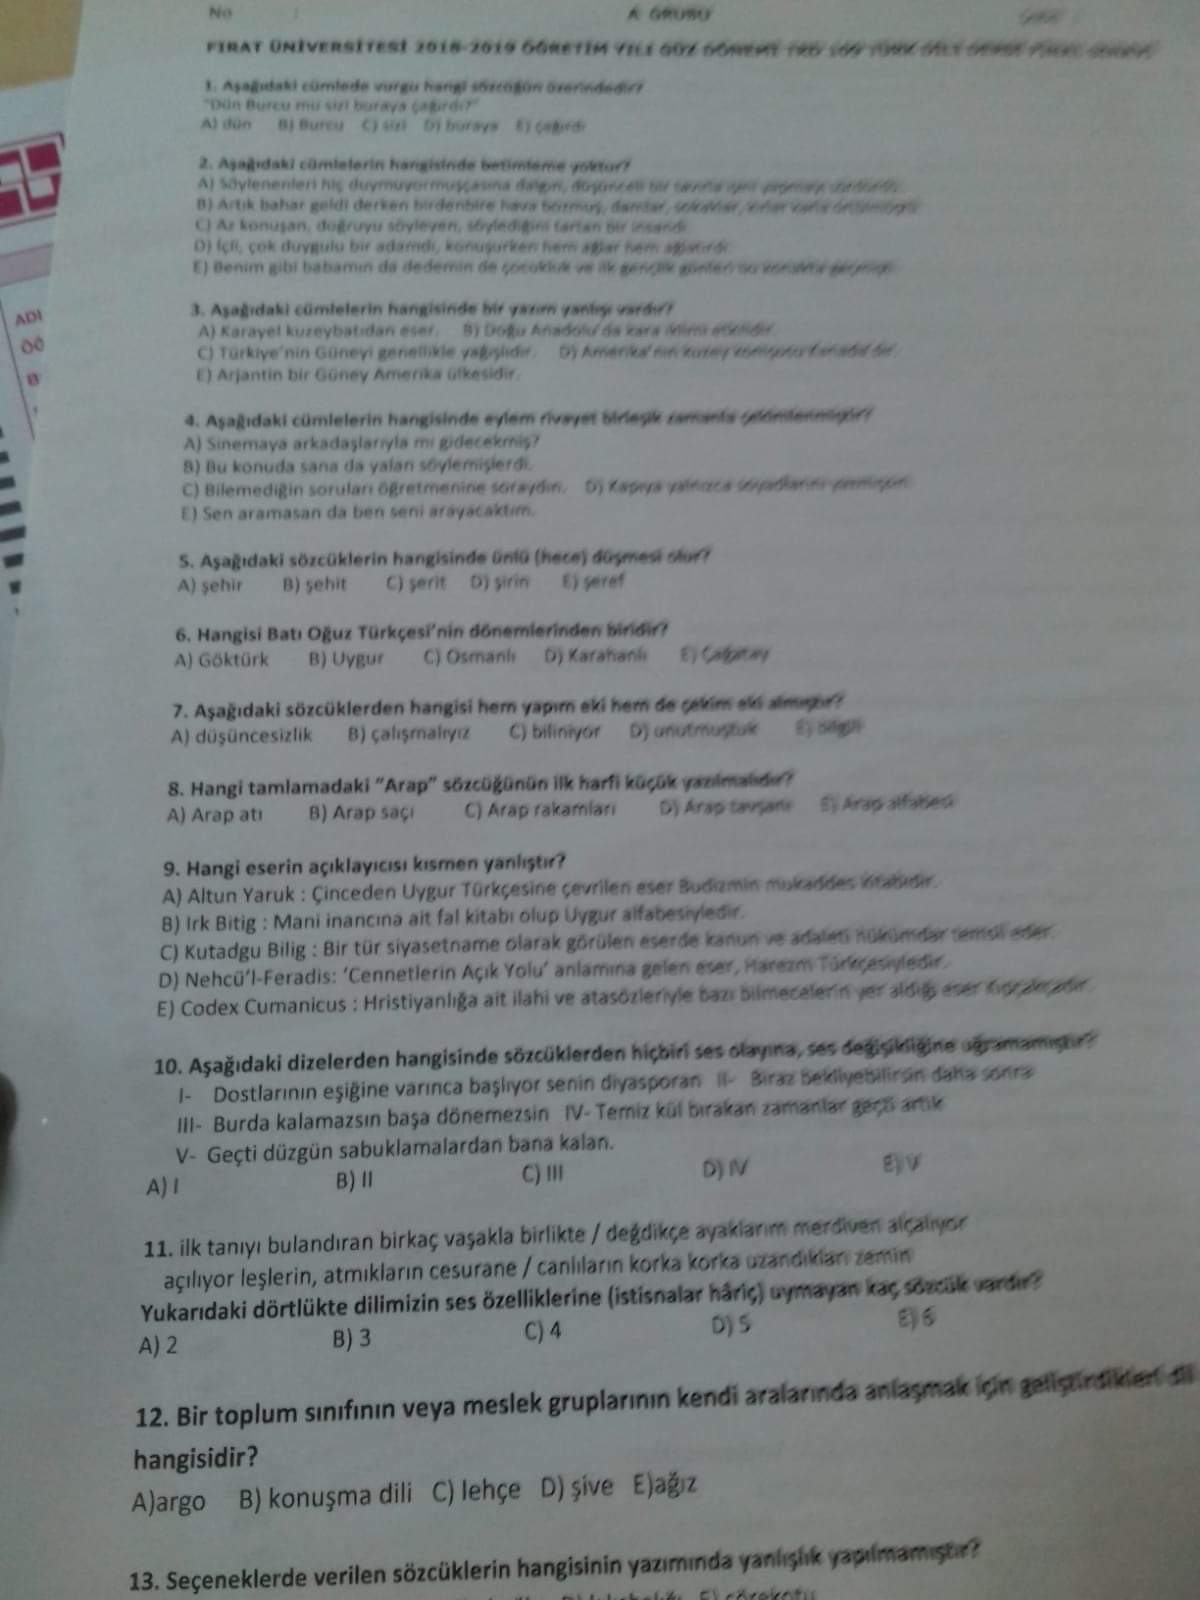 No :
A GRUBU
FIRAT ÜNİVERSİTESİ 2018-2019 ÖĞRETİM YILI GÜZ DÖNEMİ TRD 109 TÜRK DİLİ DERSİ FİNAL
1. Aşağıdaki cümlede vurgu hangi sözcüğün üzerindedir?
"Dün Burcu mu sizi buraya çağırdı?"
A) dün B) Burcu C) sizi D) buraya E) çağırdı
2. Aşağıdaki cümlelerin hangisinde betimleme yoktur?
A) Söylenenleri hiç duymuyormuşçasına dalgın, düşünceli bir tavırla
B) Artık bahar geldi derken birdenbire hava bozmuş, damlar, sokaklar,
C) Az konuşan, doğruyu söyleyen, söylediğini tartan bir insandı.
D) İçli, çok duygulu bir adamdı, konuşurken hem ağlar hem ağlatırdı.
E) Benim gibi babamın da dedemin de çocukluk ve ilk gençlik günleri bu konakta geçmişti.
3. Aşağıdaki cümlelerin hangisinde bir yazım yanlışı vardır?
A) Karayel kuzeybatıdan eser. B) Doğu Anadolu'da kara iklimi etkilidir.
C) Türkiye'nin Güneyi genellikle yağışlıdır. D) Amerika'nın kuzey komşusu Kanada'dır.
E) Arjantin bir Güney Amerika ülkesidir.
4. Aşağıdaki cümlelerin hangisinde eylem rivayet birleşik zamanla çekimlenmiştir?
A) Sinemaya arkadaşlarıyla mı gidecekmiş?
B) Bu konuda sana da yalan söylemişlerdi.
C) Bilemediğin soruları öğretmenine soraydın. D) Kapıya yalnızca
E) Sen aramasan da ben seni arayacaktım.
5. Aşağıdaki sözcüklerin hangisinde ünlü (hece) düşmesi olur?
A) şehir B) şehit C) şerit D) şirin E) şeref
6. Hangisi Batı Oğuz Türkçesi'nin dönemlerinden biridir?
A) Göktürk B) Uygur C) Osmanlı D) Karahanlı E) Çağatay
7. Aşağıdaki sözcüklerden hangisi hem yapım eki hem de çekim eki almıştır?
A) düşüncesizlik B) çalışmalıyız C) biliniyor D) unutmuştuk E) bilgili
8. Hangi tamlamadaki "Arap" sözcüğünün ilk harfi küçük yazılmalıdır?
A) Arap atı B) Arap saçı C) Arap rakamları D) Arap tavşanı E) Arap alfabesi
9. Hangi eserin açıklayıcısı kısmen yanlıştır?
A) Altun Yaruk : Çinceden Uygur Türkçesine çevrilen eser Budizmin mukaddes kitabıdır.
B) Irk Bitig : Mani inancına ait fal kitabı olup Uygur alfabesiyledir.
C) Kutadgu Bilig : Bir tür siyasetname olarak görülen eserde kanun ve adaleti hükümdar temsil eder.
D) Nehcü'l-Feradis: 'Cennetlerin Açık Yolu' anlamına gelen eser, Harezm Türkçesiyledir.
E) Codex Cumanicus : Hristiyanlığa ait ilahi ve atasözleriyle bazı bilmecelerin yer aldığı eser Kıpçakçadır.
10. Aşağıdaki dizelerden hangisinde sözcüklerden hiçbiri ses olayına, ses değişikliğine uğramamıştır?
I- Dostlarının eşiğine varınca başlıyor senin diyasporan II- Biraz bekliyebilirsin daha sonra
III- Burda kalamazsın başa dönemezsin IV- Temiz kül bırakan zamanlar geçti artık
V- Geçti düzgün sabuklamalardan bana kalan.
A) I B) II C) III D) IV E) V
11. ilk tanıyı bulandıran birkaç vaşakla birlikte / değdikçe ayaklarım merdiven alçalıyor
açılıyor leşlerin, atmıkların cesurane / canlıların korka korka uzandıkları zemin
Yukarıdaki dörtlükte dilimizin ses özelliklerine (istisnalar hâriç) uymayan kaç sözcük vardır?
A) 2 B) 3 C) 4 D) 5 E) 6
12. Bir toplum sınıfının veya meslek gruplarının kendi aralarında anlaşmak için geliştirdikleri dil
hangisidir?
A)argo B) konuşma dili C) lehçe D) şive E)ağız
13. Seçeneklerde verilen sözcüklerin hangisinin yazımında yanlışlık yapılmamıştır?
E) çörekotu
ADI
ÖĞ
B